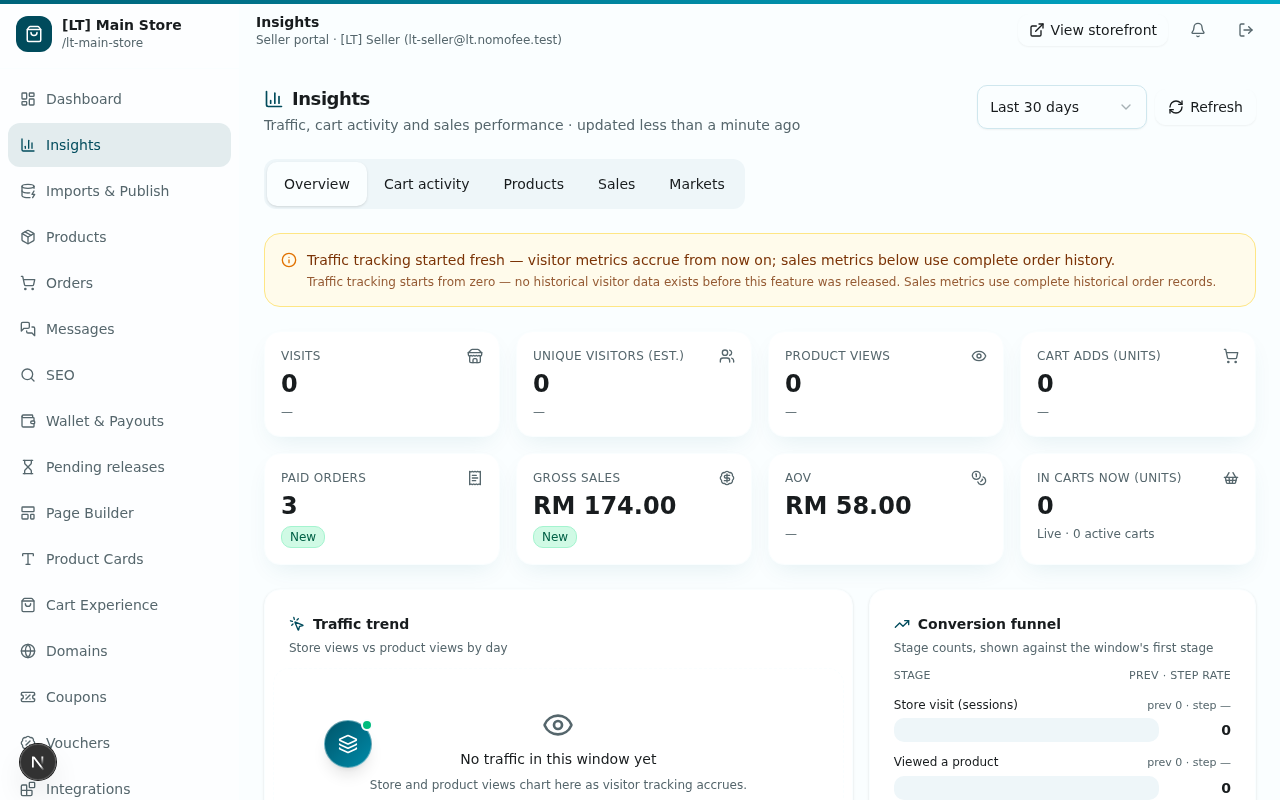 [LT] Main Store
/lt-main-store
Insights
Seller portal · [LT] Seller (lt-seller@lt.nomofee.test)
View storefront
Dashboard
Insights
Imports & Publish
Products
Orders
Messages
SEO
Wallet & Payouts
Pending releases
Page Builder
Product Cards
Cart Experience
Domains
Coupons
Vouchers
Integrations
N
Insights
Traffic, cart activity and sales performance · updated less than a minute ago
Last 30 days
Refresh
Overview
Cart activity
Products
Sales
Markets
Traffic tracking started fresh — visitor metrics accrue from now on; sales metrics below use complete order history.
Traffic tracking starts from zero — no historical visitor data exists before this feature was released. Sales metrics use complete historical order records.
VISITS
0
—
UNIQUE VISITORS (EST.)
0
—
PRODUCT VIEWS
0
—
CART ADDS (UNITS)
0
—
PAID ORDERS
3
New
GROSS SALES
RM 174.00
New
AOV
RM 58.00
—
IN CARTS NOW (UNITS)
0
Live · 0 active carts
Traffic trend
Store views vs product views by day
No traffic in this window yet
Store and product views chart here as visitor tracking accrues.
Conversion funnel
Stage counts, shown against the window's first stage
STAGE PREV · STEP RATE
Store visit (sessions) prev 0 · step —
0
Viewed a product prev 0 · step —
0